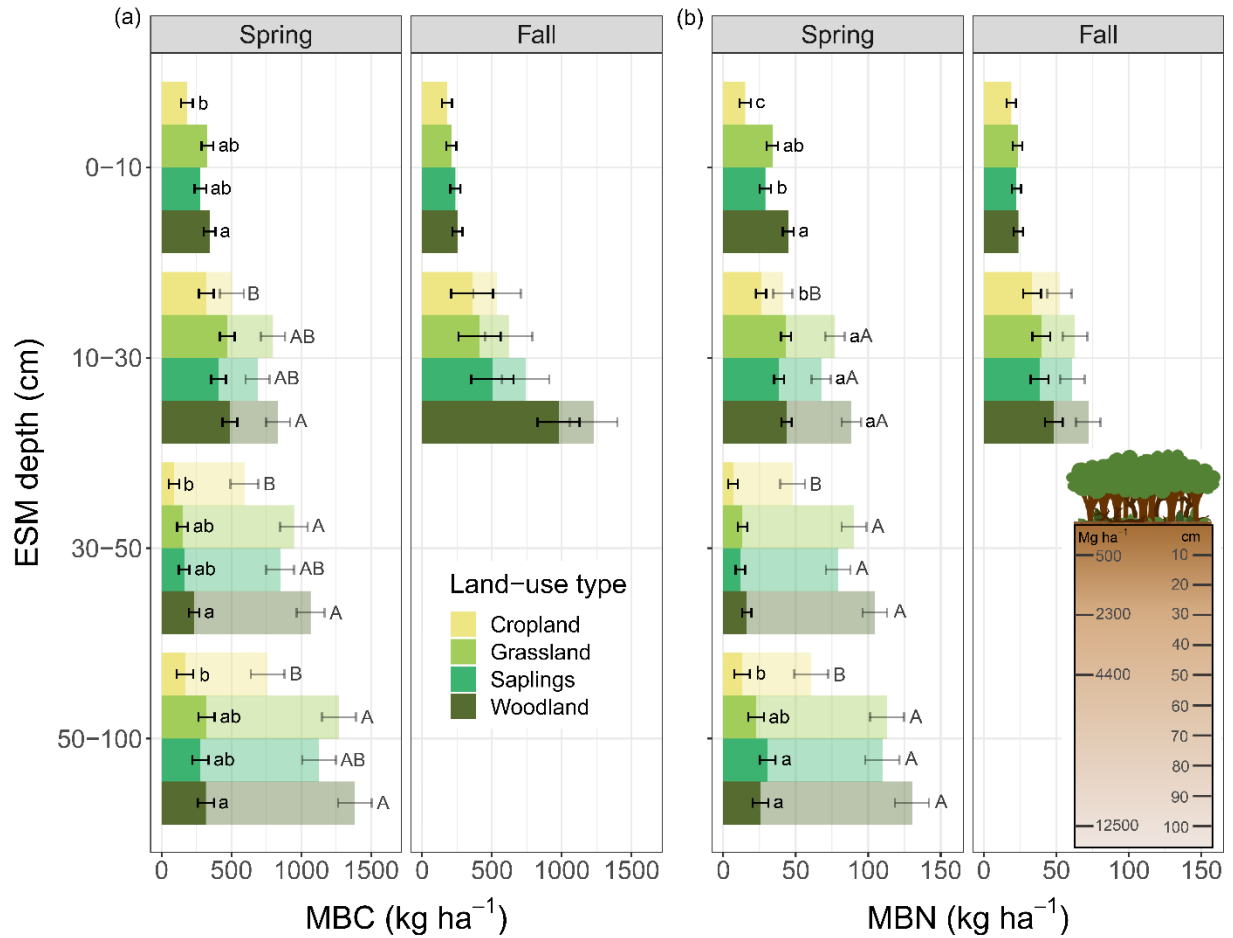 (a)
(b)
Spring
Fall
Spring
Fall
ESM depth (cm)
0−10
b
ab
ab
a
c
ab
b
a
10−30
B
AB
AB
A
bB
aA
aA
aA
30−50
b B
ab A
ab AB
a A
B
A
A
A
50−100
b B
ab A
ab AB
a A
b B
ab A
a A
a A
Land−use type
Cropland
Grassland
Saplings
Woodland
Mg ha⁻¹ cm
500 10
20
2300 30
40
4400 50
60
70
80
90
12500 100
0 500 1000 1500
0 500 1000 1500
0 50 100 150
0 50 100 150
MBC (kg ha⁻¹)
MBN (kg ha⁻¹)